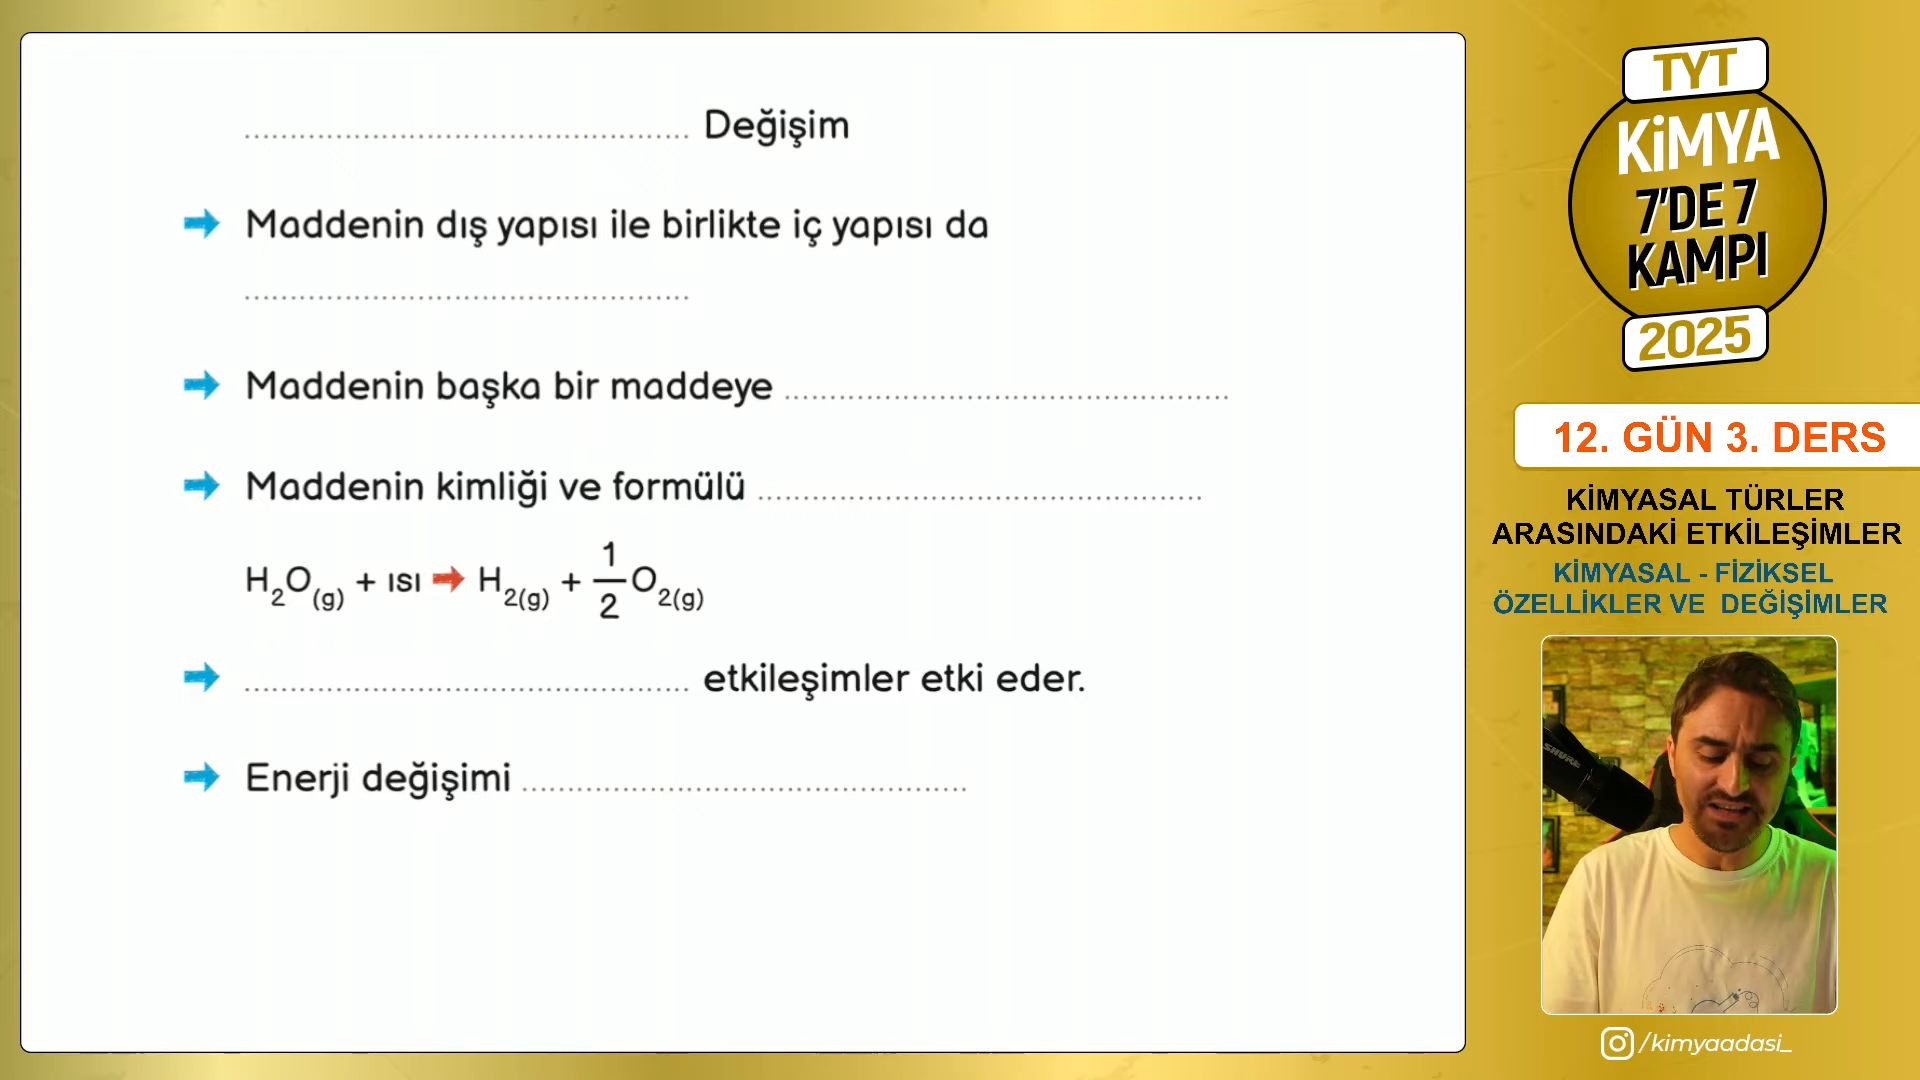 ............................................... Değişim
Maddenin dış yapısı ile birlikte iç yapısı da
...............................................
Maddenin başka bir maddeye ...............................................
Maddenin kimliği ve formülü ...............................................
H₂O(g) + ısı → H₂(g) + 1/2 O₂(g)
............................................... etkileşimler etki eder.
Enerji değişimi ...............................................
TYT
KİMYA
7'DE 7
KAMPI
2025
12. GÜN 3. DERS
KİMYASAL TÜRLER
ARASINDAKİ ETKİLEŞİMLER
KİMYASAL - FİZİKSEL
ÖZELLİKLER VE DEĞİŞİMLER
SHURE
/kimyaadasi_